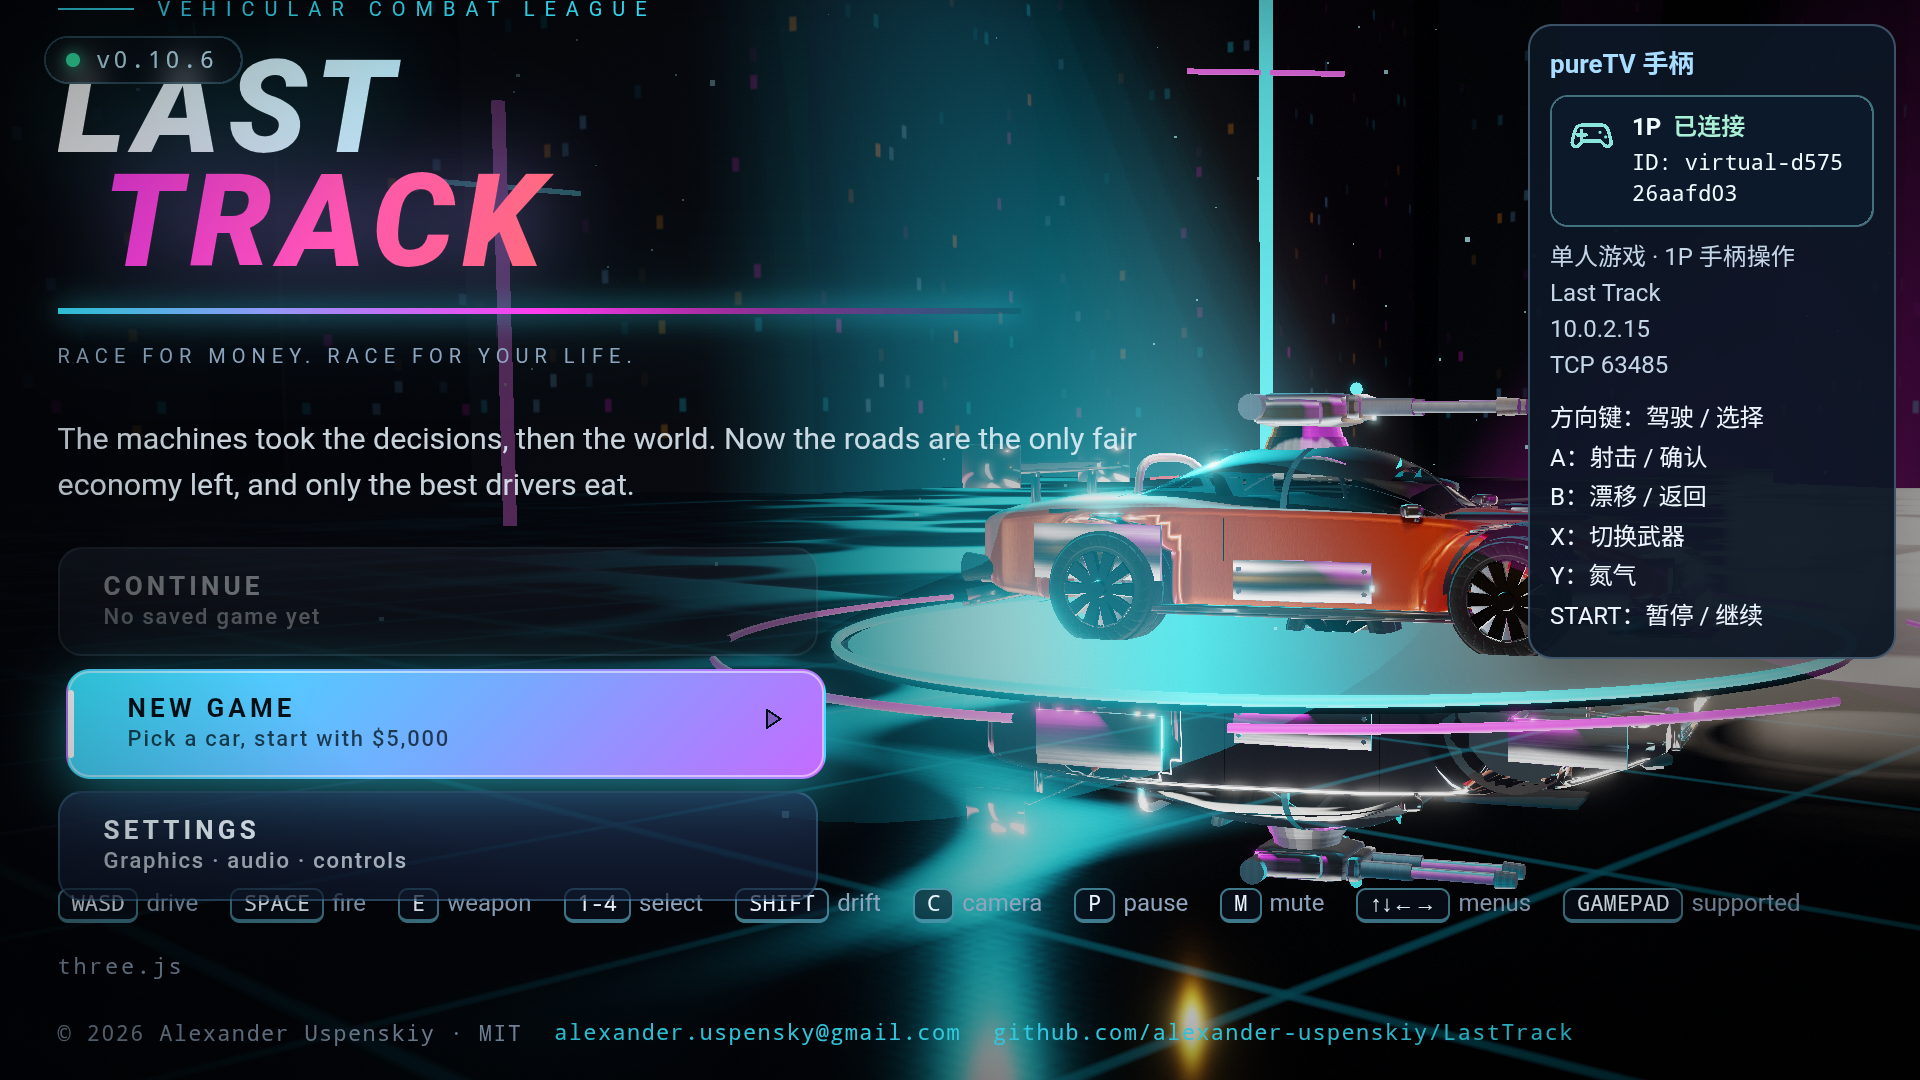 VEHICULAR COMBAT LEAGUE
v0.10.6
LAST
TRACK
RACE FOR MONEY. RACE FOR YOUR LIFE.
The machines took the decisions, then the world. Now the roads are the only fair
economy left, and only the best drivers eat.
CONTINUE
No saved game yet
NEW GAME
Pick a car, start with $5,000
SETTINGS
Graphics · audio · controls
WASD drive SPACE fire E weapon 1-4 select SHIFT drift C camera P pause M mute ↑↓←→ menus GAMEPAD supported
three.js
© 2026 Alexander Uspenskiy · MIT alexander.uspensky@gmail.com github.com/alexander-uspenskiy/LastTrack
pureTV 手柄
1P 已连接
ID: virtual-d575
26aafd03
单人游戏 · 1P 手柄操作
Last Track
10.0.2.15
TCP 63485
方向键：驾驶 / 选择
A：射击 / 确认
B：漂移 / 返回
X：切换武器
Y：氮气
START：暂停 / 继续